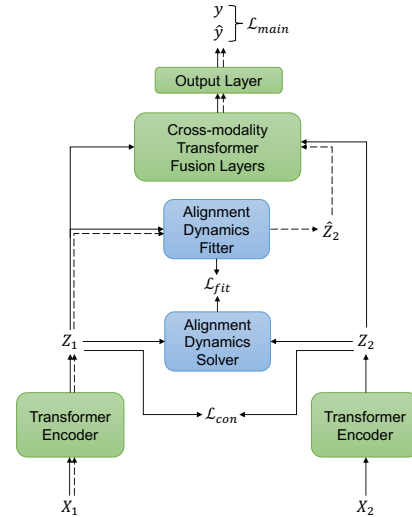 y
ŷ
ℒ_main
Output Layer
Cross-modality
Transformer
Fusion Layers
Alignment
Dynamics
Fitter
Ẑ_2
ℒ_fit
Z_1
Alignment
Dynamics
Solver
Z_2
Transformer
Encoder
ℒ_con
Transformer
Encoder
X_1
X_2